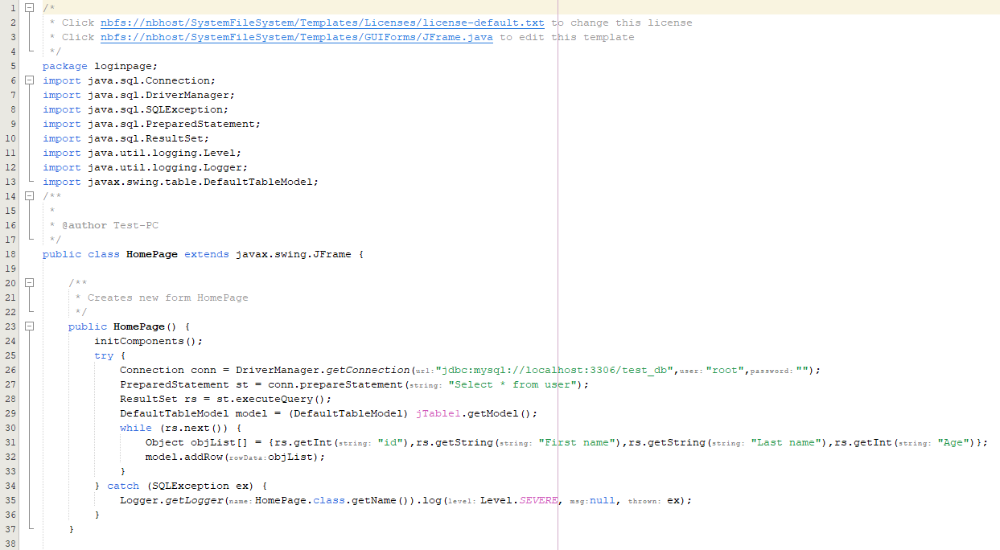 1 /*
2 * Click nbfs://nbhost/SystemFileSystem/Templates/Licenses/license-default.txt to change this license
3 * Click nbfs://nbhost/SystemFileSystem/Templates/GUIForms/JFrame.java to edit this template
4 */
5 package loginpage;
6 import java.sql.Connection;
7 import java.sql.DriverManager;
8 import java.sql.SQLException;
9 import java.sql.PreparedStatement;
10 import java.sql.ResultSet;
11 import java.util.logging.Level;
12 import java.util.logging.Logger;
13 import javax.swing.table.DefaultTableModel;
14 /**
15 *
16 * @author Test-PC
17 */
18 public class HomePage extends javax.swing.JFrame {
19
20 /**
21 * Creates new form HomePage
22 */
23 public HomePage() {
24 initComponents();
25 try {
26 Connection conn = DriverManager.getConnection(url:"jdbc:mysql://localhost:3306/test_db",user:"root",password:"");
27 PreparedStatement st = conn.prepareStatement(string: "Select * from user");
28 ResultSet rs = st.executeQuery();
29 DefaultTableModel model = (DefaultTableModel) jTable1.getModel();
30 while (rs.next()) {
31 Object objList[] = {rs.getInt(string: "id"),rs.getString(string: "First name"),rs.getString(string: "Last name"),rs.getInt(string: "Age")};
32 model.addRow(rowData:objList);
33 }
34 } catch (SQLException ex) {
35 Logger.getLogger(name:HomePage.class.getName()).log(level: Level.SEVERE, msg:null, thrown: ex);
36 }
37 }
38